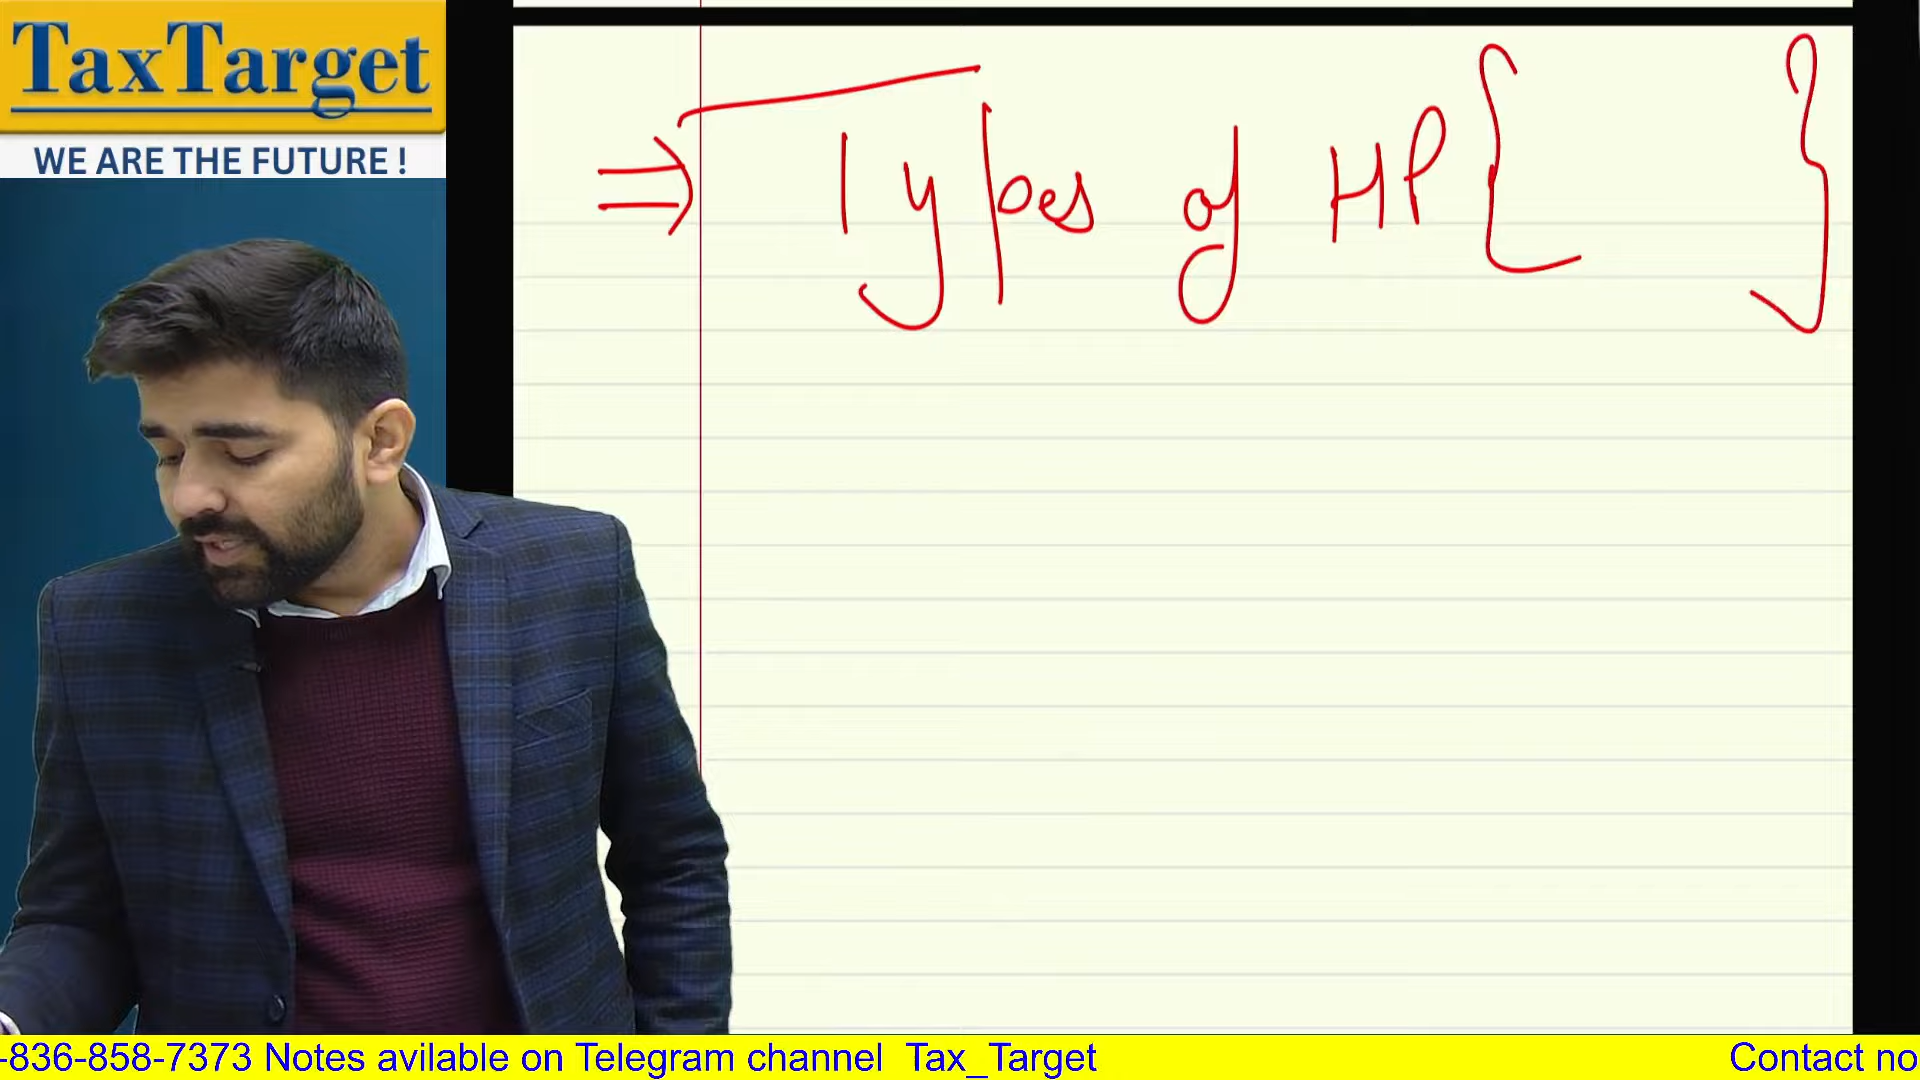 TaxTarget
WE ARE THE FUTURE !
⇒ Types of HP { }
-836-858-7373 Notes avilable on Telegram channel Tax_Target
Contact no